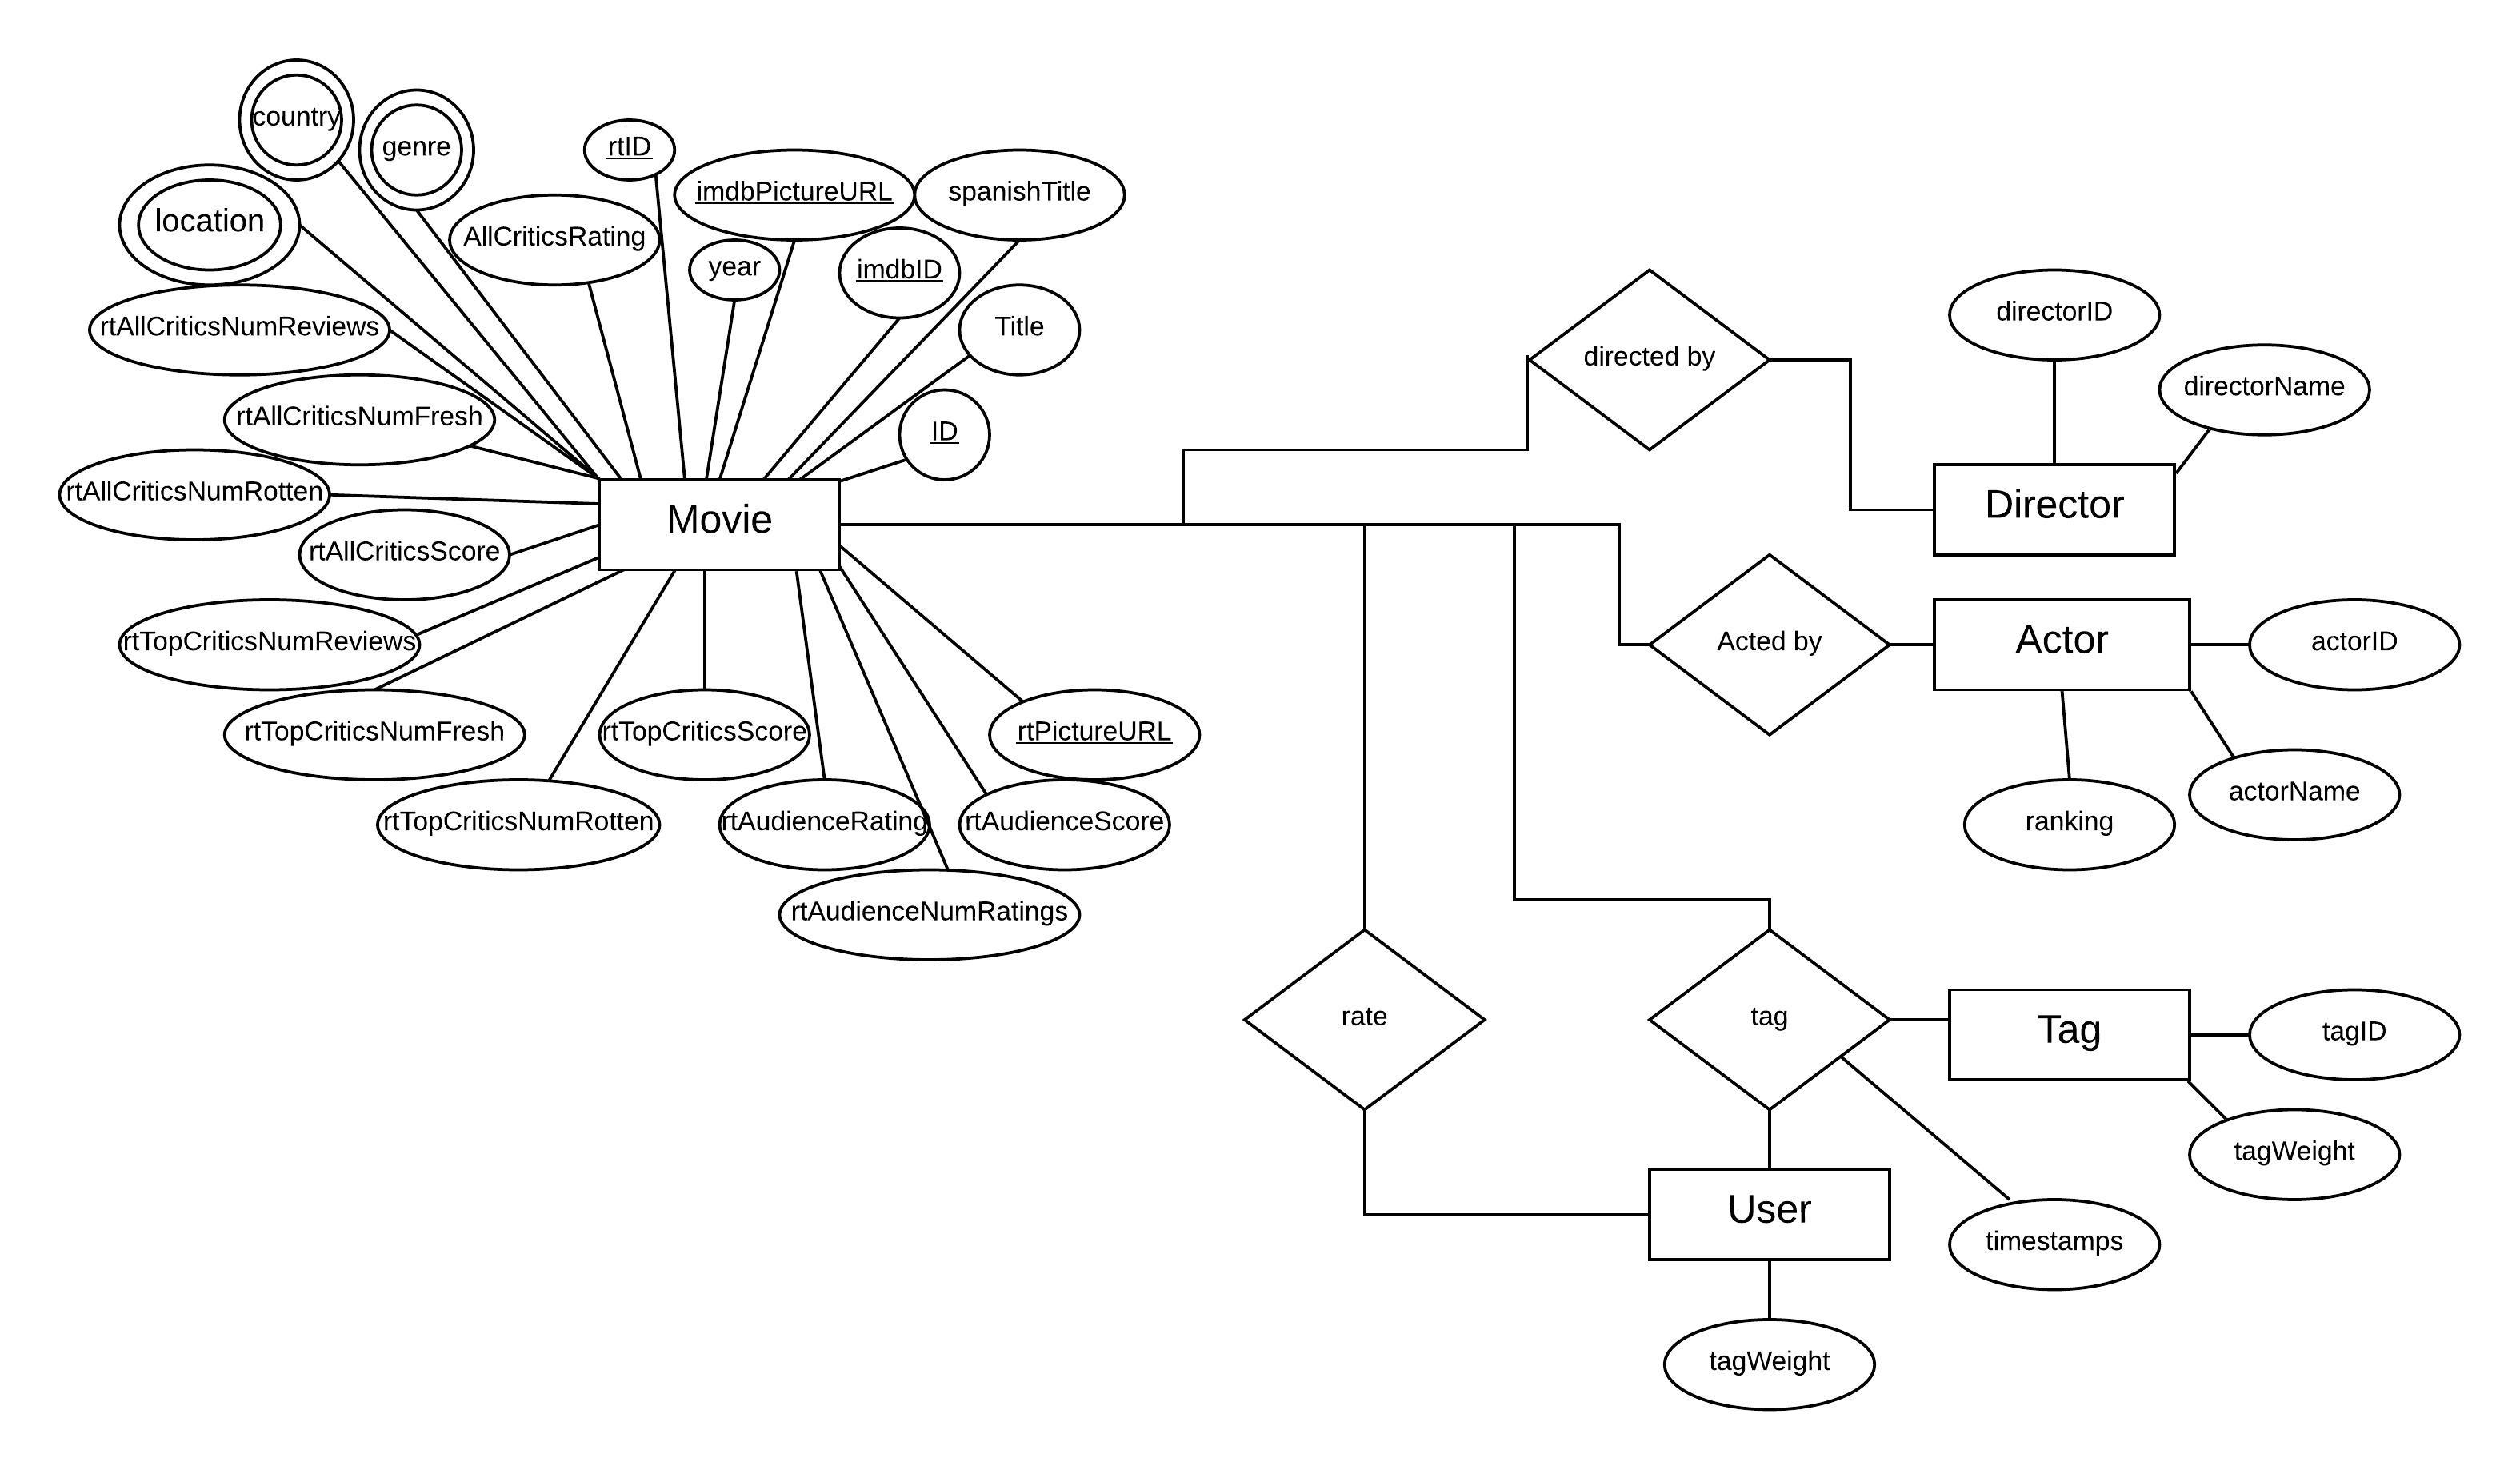 country
genre
rtID
imdbPictureURL
spanishTitle
location
AllCriticsRating
year
imdbID
Title
rtAllCriticsNumReviews
directed by
directorID
directorName
rtAllCriticsNumFresh
ID
rtAllCriticsNumRotten
Movie
Director
rtAllCriticsScore
rtTopCriticsNumReviews
Acted by
Actor
actorID
rtTopCriticsNumFresh
rtTopCriticsScore
rtPictureURL
actorName
rtTopCriticsNumRotten
rtAudienceRating
rtAudienceScore
ranking
rtAudienceNumRatings
rate
tag
Tag
tagID
tagWeight
User
timestamps
tagWeight